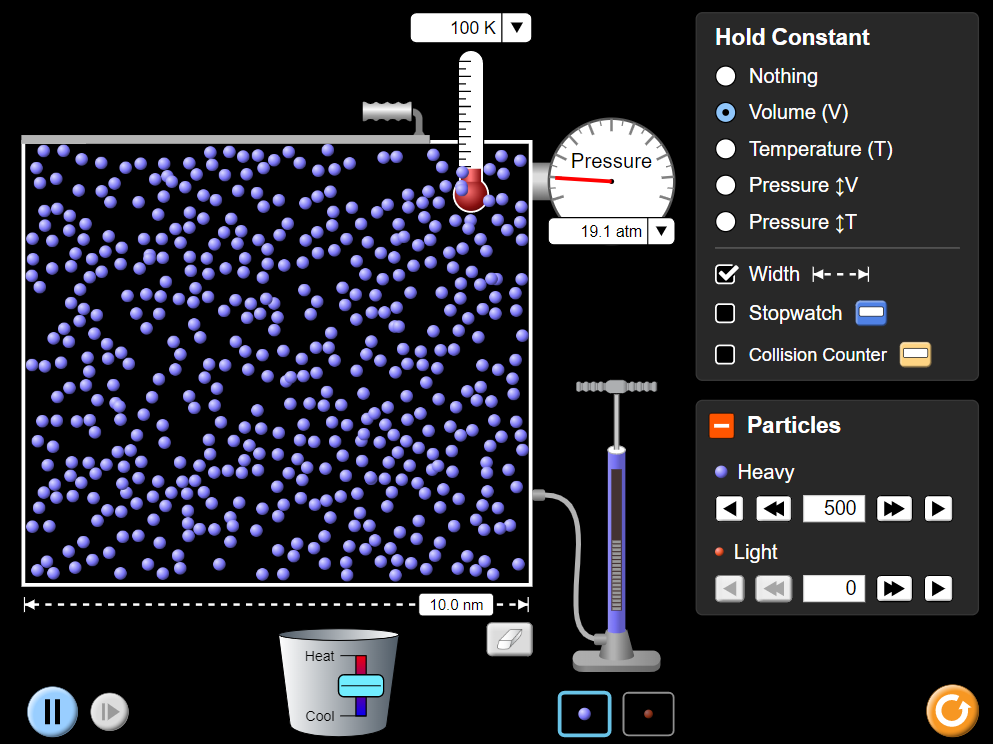 100 K
Pressure
19.1 atm
10.0 nm
Heat
Cool
Hold Constant
Nothing
Volume (V)
Temperature (T)
Pressure ↕V
Pressure ↕T
Width
Stopwatch
Collision Counter
Particles
Heavy
500
Light
0